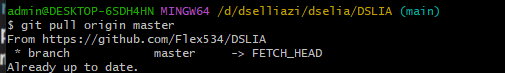 admin@DESKTOP-6SDH4HN MINGW64 /d/dselliazi/dselia/DSLIA (main)
$ git pull origin master
From https://github.com/Flex534/DSLIA
 * branch            master     -> FETCH_HEAD
Already up to date.